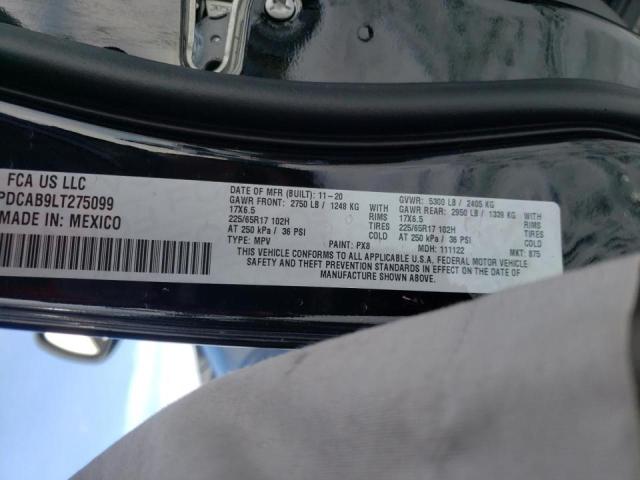 FCA US LLC
PDCAB9LT275099
MADE IN MEXICO
DATE OF MFR (BUILT): 11-20
GAWR FRONT: 2750 LB / 1248 KG
17X6.5 RIMS
225/65R17 102H TIRES
AT 250 kPa / 36 PSI COLD
TYPE: MPV PAINT: PX8
GVWR: 5300 LB / 2405 KG
GAWR REAR: 2950 LB / 1339 KG
17X6.5 RIMS
225/65R17 102H TIRES
AT 250 kPa / 36 PSI COLD
MDH: 111122 MKT: 875
THIS VEHICLE CONFORMS TO ALL APPLICABLE U.S.A. FEDERAL MOTOR VEHICLE
SAFETY AND THEFT PREVENTION STANDARDS IN EFFECT ON THE DATE OF
MANUFACTURE SHOWN ABOVE.